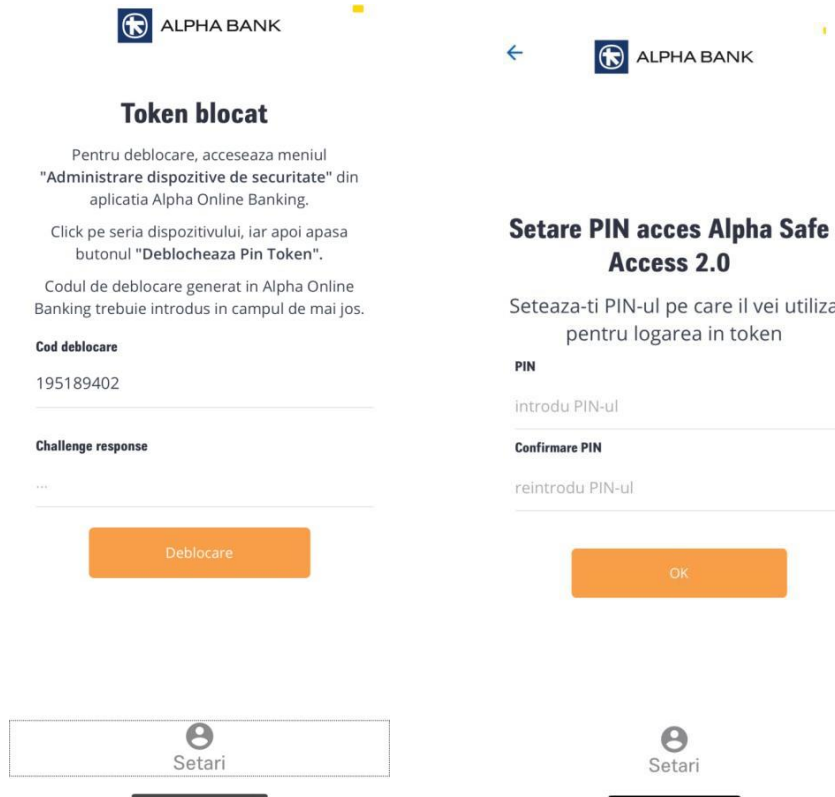 ALPHA BANK
Token blocat
Pentru deblocare, acceseaza meniul
"Administrare dispozitive de securitate" din
aplicatia Alpha Online Banking.
Click pe seria dispozitivului, iar apoi apasa
butonul "Deblocheaza Pin Token".
Codul de deblocare generat in Alpha Online
Banking trebuie introdus in campul de mai jos.
Cod deblocare
195189402
Challenge response
...
Deblocare
Setari
ALPHA BANK
Setare PIN acces Alpha Safe
Access 2.0
Seteaza-ti PIN-ul pe care il vei utiliza
pentru logarea in token
PIN
introdu PIN-ul
Confirmare PIN
reintrodu PIN-ul
OK
Setari